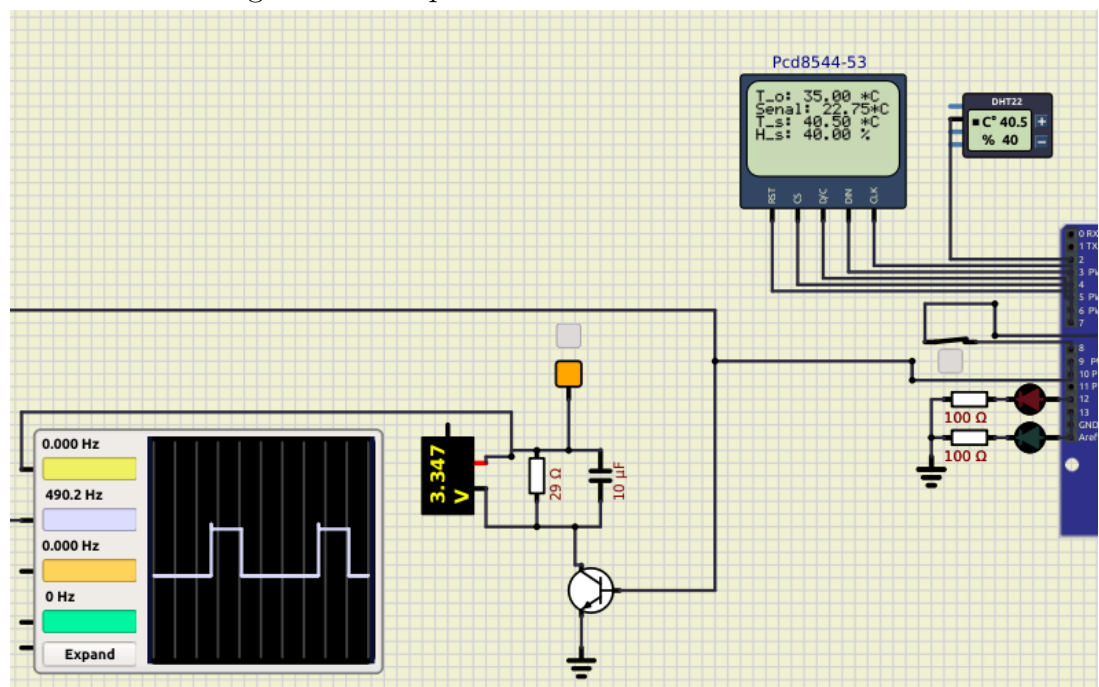 Pcd8544-53
T_o: 35.00 *C
Senal: 22.75*C
T_s: 40.50 *C
H_s: 40.00 %
RST
CS
D/C
DIN
CLK
DHT22
C° 40.5
+
% 40
−
0 RX
1 TX
2
3 PW
4
5 PW
6 PW
7
8
9 P
10 P
11 P
12
13
GND
Aref
100 Ω
100 Ω
0.000 Hz
490.2 Hz
0.000 Hz
0 Hz
Expand
3.347
V
29 Ω
10 µF